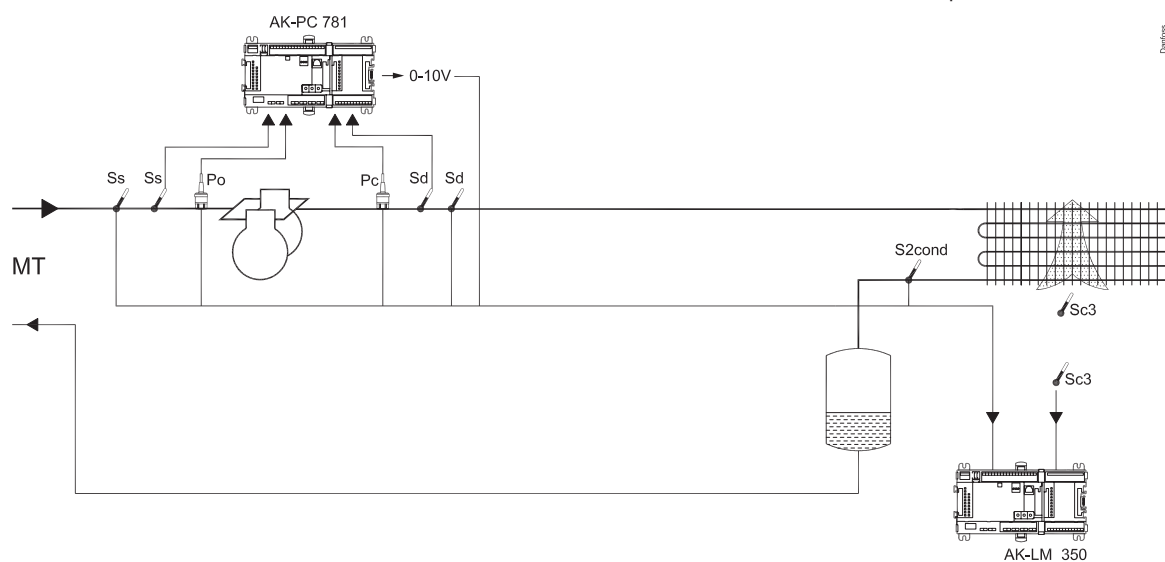 AK-PC 781
Danfoss
0-10V
Ss
Ss
Po
Pc
Sd
Sd
MT
S2cond
Sc3
Sc3
AK-LM 350